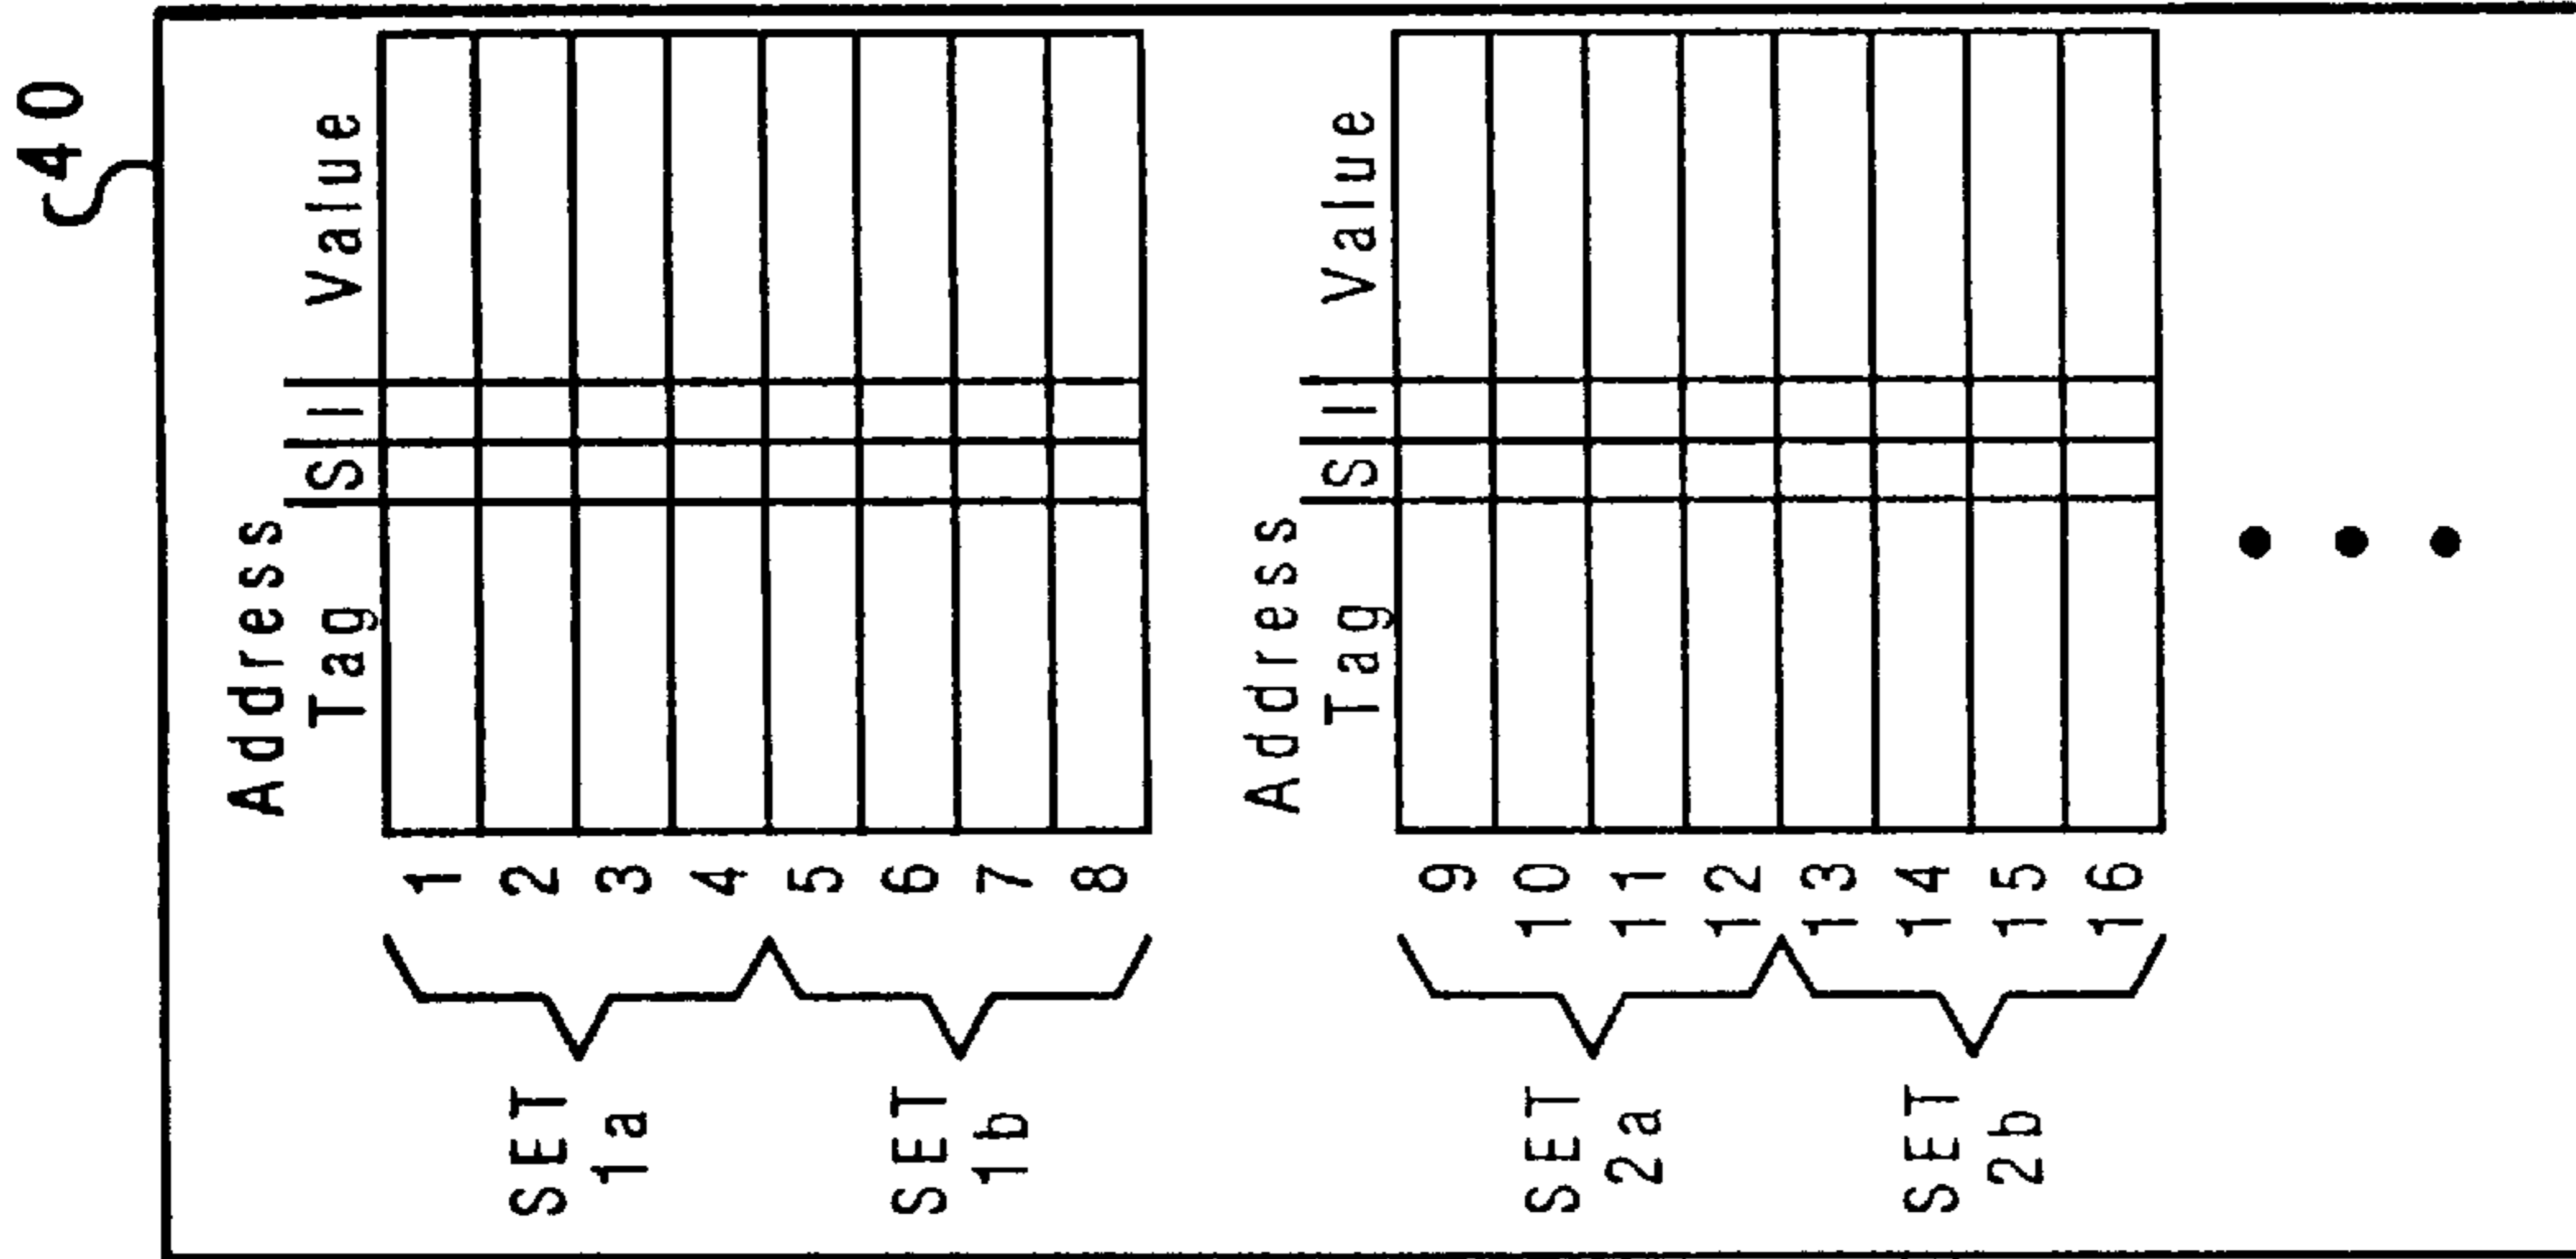 40
Address
Tag S I Value
1
2
3
4
5
6
7
8
SET
1a
SET
1b
Address
Tag S I Value
9
10
11
12
13
14
15
16
SET
2a
SET
2b